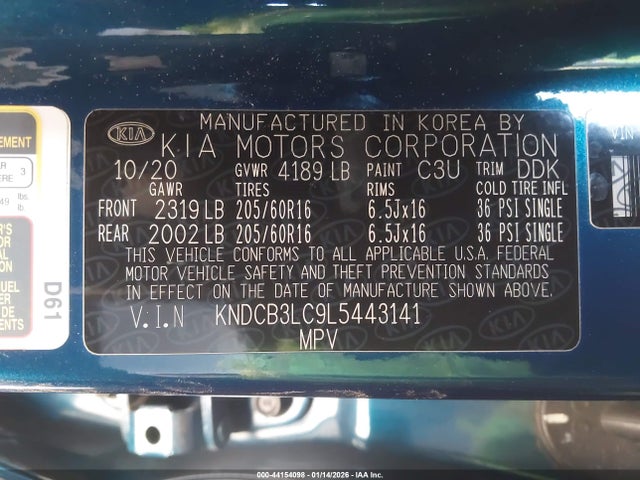 MANUFACTURED IN KOREA BY
KIA KIA MOTORS CORPORATION
10/20 GVWR 4189 LB PAINT C3U TRIM DDK
GAWR TIRES RIMS COLD TIRE INFL
FRONT 2319 LB 205/60R16 6.5Jx16 36 PSI SINGLE
REAR 2002 LB 205/60R16 6.5Jx16 36 PSI SINGLE
THIS VEHICLE CONFORMS TO ALL APPLICABLE U.S.A. FEDERAL
MOTOR VEHICLE SAFETY AND THEFT PREVENTION STANDARDS
IN EFFECT ON THE DATE OF MANUFACTURE SHOWN ABOVE.
V.I.N KNDCB3LC9L5443141
MPV
D61
000-44154098 - 01/14/2026 - IAA Inc.